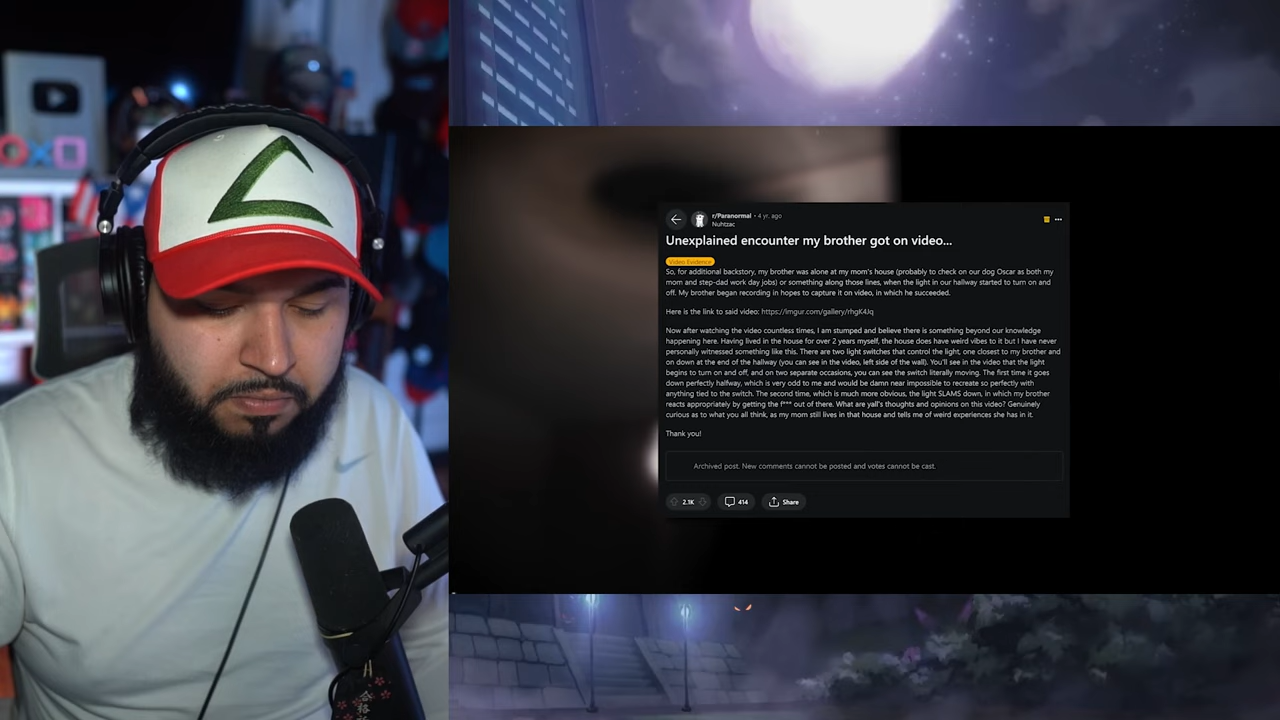 r/Paranormal • 4 yr. ago
Nuhtzac
Unexplained encounter my brother got on video...
Video Evidence
So, for additional backstory, my brother was alone at my mom's house (probably to check on our dog Oscar as both my
mom and step-dad work day jobs) or something along those lines, when the light in our hallway started to turn on and
off. My brother began recording in hopes to capture it on video, in which he succeeded.
Here is the link to said video: https://imgur.com/gallery/rhgK4Jq
Now after watching the video countless times, I am stumped and believe there is something beyond our knowledge
happening here. Having lived in the house for over 2 years myself, the house does have weird vibes to it but I have never
personally witnessed something like this. There are two light switches that control the light, one closest to my brother and
on down at the end of the hallway (you can see in the video, left side of the wall). You'll see in the video that the light
begins to turn on and off, and on two separate occasions, you can see the switch literally moving. The first time it goes
down perfectly halfway, which is very odd to me and would be damn near impossible to recreate so perfectly with
anything tied to the switch. The second time, which is much more obvious, the light SLAMS down, in which my brother
reacts appropriately by getting the f*** out of there. What are yall's thoughts and opinions on this video? Genuinely
curious as to what you all think, as my mom still lives in that house and tells me of weird experiences she has in it.
Thank you!
Archived post. New comments cannot be posted and votes cannot be cast.
2.1K 414 Share